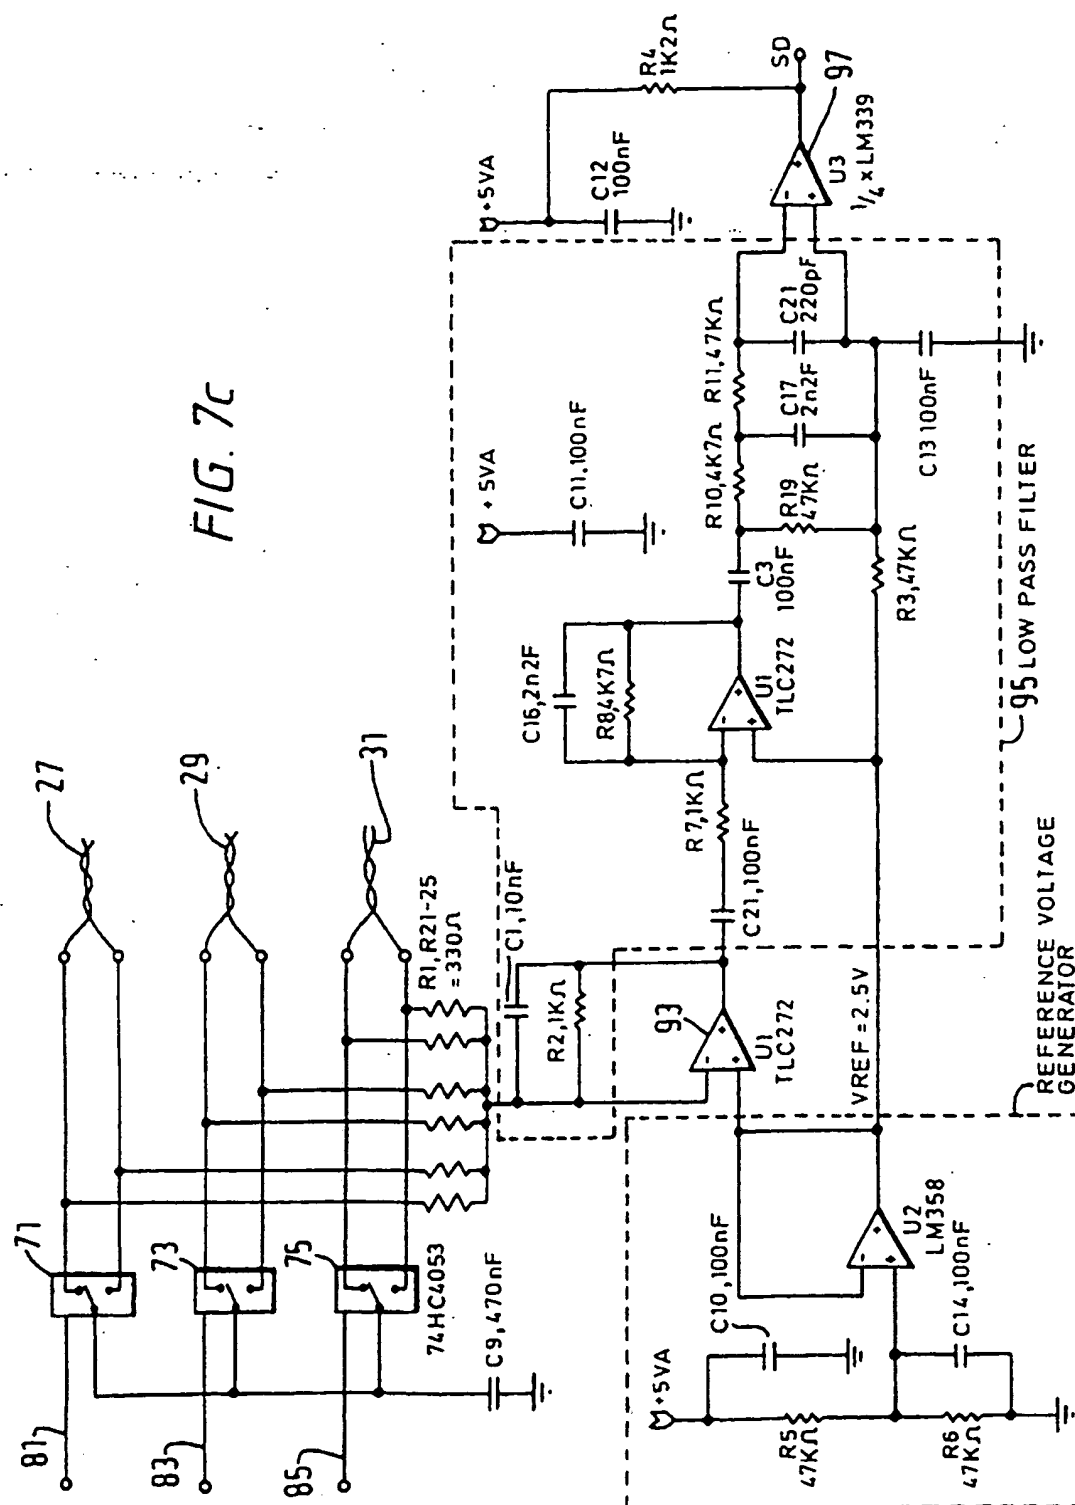 FIG. 7C
27
29
31
71
73
75
81
83
85
74HC4053
C9, 470nF
R1, R21-25
=330Ω
C1, 10nF
R2, 1KΩ
93
U1
TLC272
C21, 100nF
R7, 1KΩ
C16, 2n2F
R8,4K7Ω
U1
TLC272
C3
100nF
+5VA
C11, 100nF
R10, 4K7Ω
R19
47KΩ
R11, 47KΩ
C17
2n2F
C21
220pF
C13 100nF
R3, 47KΩ
+5VA
C12
100nF
R4
1K2Ω
SD
97
U3
1/4 x LM339
95 LOW PASS FILTER
VREF = 2.5V
REFERENCE VOLTAGE
GENERATOR
+5VA
C10, 100nF
R5
47KΩ
R6
47KΩ
C14, 100nF
U2
LM358